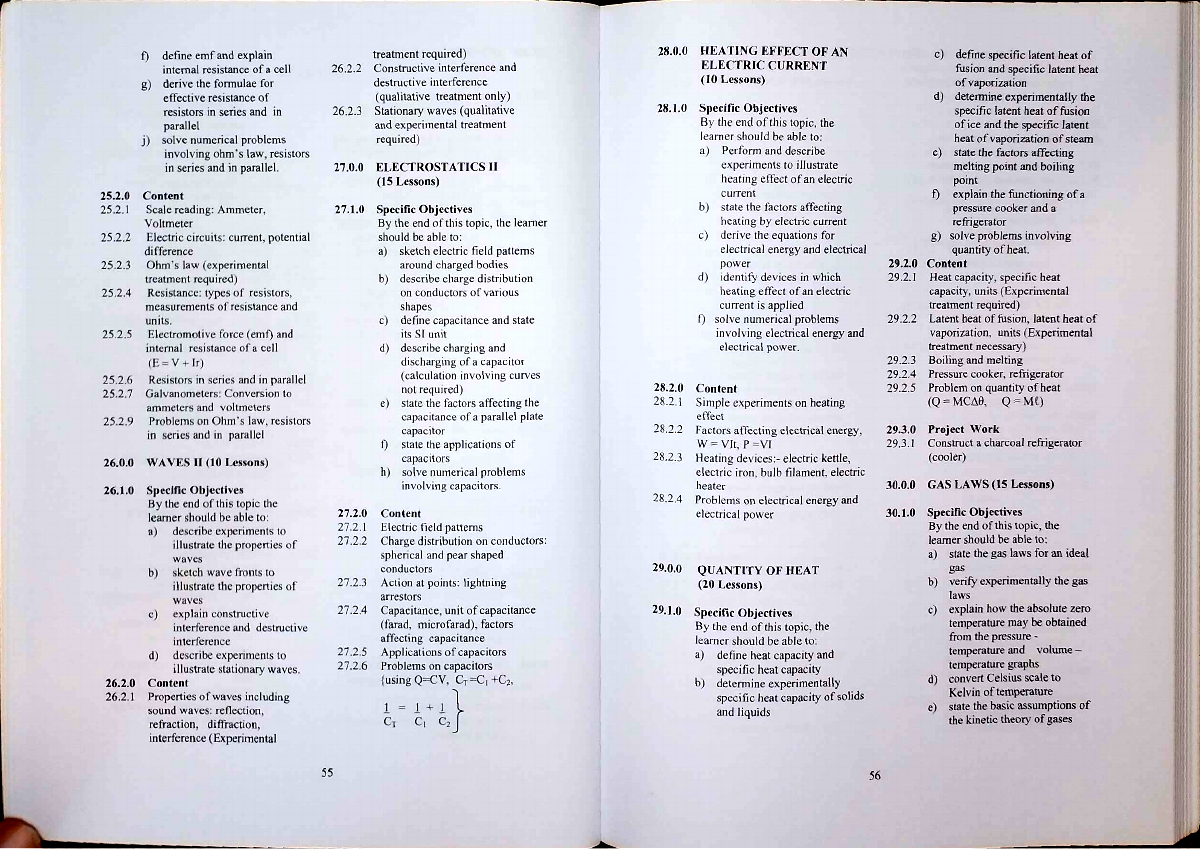 f) define emf and explain
internal resistance of a cell
g) derive the formulae for
effective resistance of
resistors in series and in
parallel
j) solve numerical problems
involving ohm's law, resistors
in series and in parallel.
25.2.0 Content
25.2.1 Scale reading: Ammeter,
Voltmeter
25.2.2 Electric circuits: current, potential
difference
25.2.3 Ohm's law (experimental
treatment required)
25.2.4 Resistance: types of resistors,
measurements of resistance and
units.
25.2.5 Electromotive force (emf) and
internal resistance of a cell
(E = V + Ir)
25.2.6 Resistors in series and in parallel
25.2.7 Galvanometers: Conversion to
ammeters and voltmeters
25.2.9 Problems on Ohm's law, resistors
in series and in parallel
26.0.0 WAVES II (10 Lessons)
26.1.0 Specific Objectives
By the end of this topic the
learner should be able to:
a) describe experiments to
illustrate the properties of
waves
b) sketch wave fronts to
illustrate the properties of
waves
c) explain constructive
interference and destructive
interference
d) describe experiments to
illustrate stationary waves.
26.2.0 Content
26.2.1 Properties of waves including
sound waves: reflection,
refraction, diffraction,
interference (Experimental
treatment required)
26.2.2 Constructive interference and
destructive interference
(qualitative treatment only)
26.2.3 Stationary waves (qualitative
and experimental treatment
required)
27.0.0 ELECTROSTATICS II
(15 Lessons)
27.1.0 Specific Objectives
By the end of this topic, the learner
should be able to:
a) sketch electric field patterns
around charged bodies
b) describe charge distribution
on conductors of various
shapes
c) define capacitance and state
its SI unit
d) describe charging and
discharging of a capacitor
(calculation involving curves
not required)
e) state the factors affecting the
capacitance of a parallel plate
capacitor
f) state the applications of
capacitors
h) solve numerical problems
involving capacitors.
27.2.0 Content
27.2.1 Electric field patterns
27.2.2 Charge distribution on conductors:
spherical and pear shaped
conductors
27.2.3 Action at points: lightning
arrestors
27.2.4 Capacitance, unit of capacitance
(farad, microfarad), factors
affecting capacitance
27.2.5 Applications of capacitors
27.2.6 Problems on capacitors
{using Q=CV, C_T=C₁ +C₂,
1 = 1 + 1
C_T C₁ C₂ }
55
28.0.0 HEATING EFFECT OF AN
ELECTRIC CURRENT
(10 Lessons)
28.1.0 Specific Objectives
By the end of this topic, the
learner should be able to:
a) Perform and describe
experiments to illustrate
heating effect of an electric
current
b) state the factors affecting
heating by electric current
c) derive the equations for
electrical energy and electrical
power
d) identify devices in which
heating effect of an electric
current is applied
f) solve numerical problems
involving electrical energy and
electrical power.
28.2.0 Content
28.2.1 Simple experiments on heating
effect
28.2.2 Factors affecting electrical energy,
W = VIt, P =VI
28.2.3 Heating devices:- electric kettle,
electric iron, bulb filament, electric
heater
28.2.4 Problems on electrical energy and
electrical power
29.0.0 QUANTITY OF HEAT
(20 Lessons)
29.1.0 Specific Objectives
By the end of this topic, the
learner should be able to:
a) define heat capacity and
specific heat capacity
b) determine experimentally
specific heat capacity of solids
and liquids
c) define specific latent heat of
fusion and specific latent heat
of vaporization
d) determine experimentally the
specific latent heat of fusion
of ice and the specific latent
heat of vaporization of steam
e) state the factors affecting
melting point and boiling
point
f) explain the functioning of a
pressure cooker and a
refrigerator
g) solve problems involving
quantity of heat.
29.2.0 Content
29.2.1 Heat capacity, specific heat
capacity, units (Experimental
treatment required)
29.2.2 Latent heat of fusion, latent heat of
vaporization, units (Experimental
treatment necessary)
29.2.3 Boiling and melting
29.2.4 Pressure cooker, refrigerator
29.2.5 Problem on quantity of heat
(Q = MCΔθ, Q = Mℓ)
29.3.0 Project Work
29.3.1 Construct a charcoal refrigerator
(cooler)
30.0.0 GAS LAWS (15 Lessons)
30.1.0 Specific Objectives
By the end of this topic, the
learner should be able to:
a) state the gas laws for an ideal
gas
b) verify experimentally the gas
laws
c) explain how the absolute zero
temperature may be obtained
from the pressure -
temperature and volume –
temperature graphs
d) convert Celsius scale to
Kelvin of temperature
e) state the basic assumptions of
the kinetic theory of gases
56